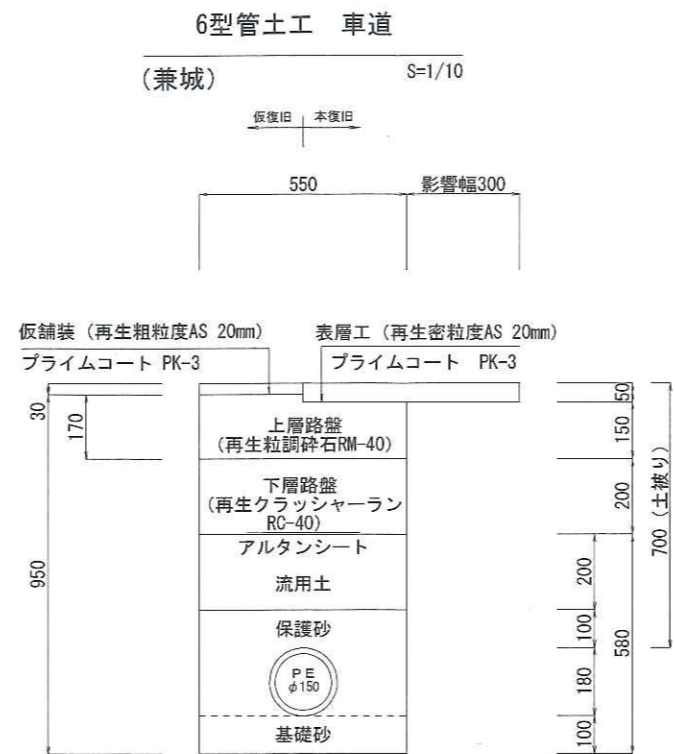 6型管土工 車道
(兼城)
S=1/10
仮復旧
本復旧
550
影響幅300
仮舗装 (再生粗粒度AS 20mm)
プライムコート PK-3
表層工 (再生密粒度AS 20mm)
プライムコート PK-3
30
170
950
上層路盤
(再生粒調砕石RM-40)
下層路盤
(再生クラッシャーラン
RC-40)
アルタンシート
流用土
保護砂
PE
φ150
基礎砂
50
150
200
700 (土被り)
200
100
180
100
580